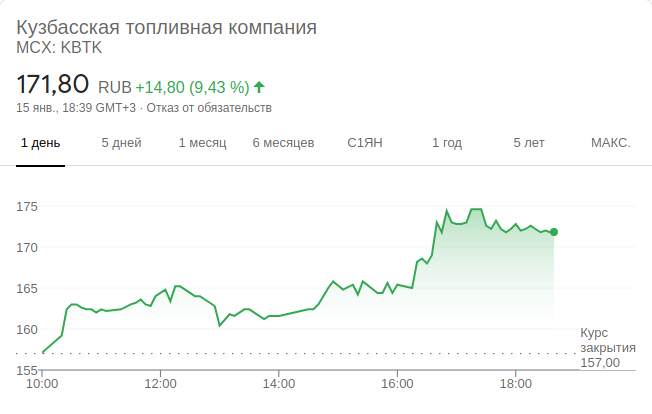 Кузбасская топливная компания
MCX: KBTK
171,80 RUB +14,80 (9,43 %)
15 янв., 18:39 GMT+3 · Отказ от обязательств
1 день 5 дней 1 месяц 6 месяцев С1ЯН 1 год 5 лет МАКС.
175
170
165
160
Курс
закрытия
157,00
155
10:00 12:00 14:00 16:00 18:00